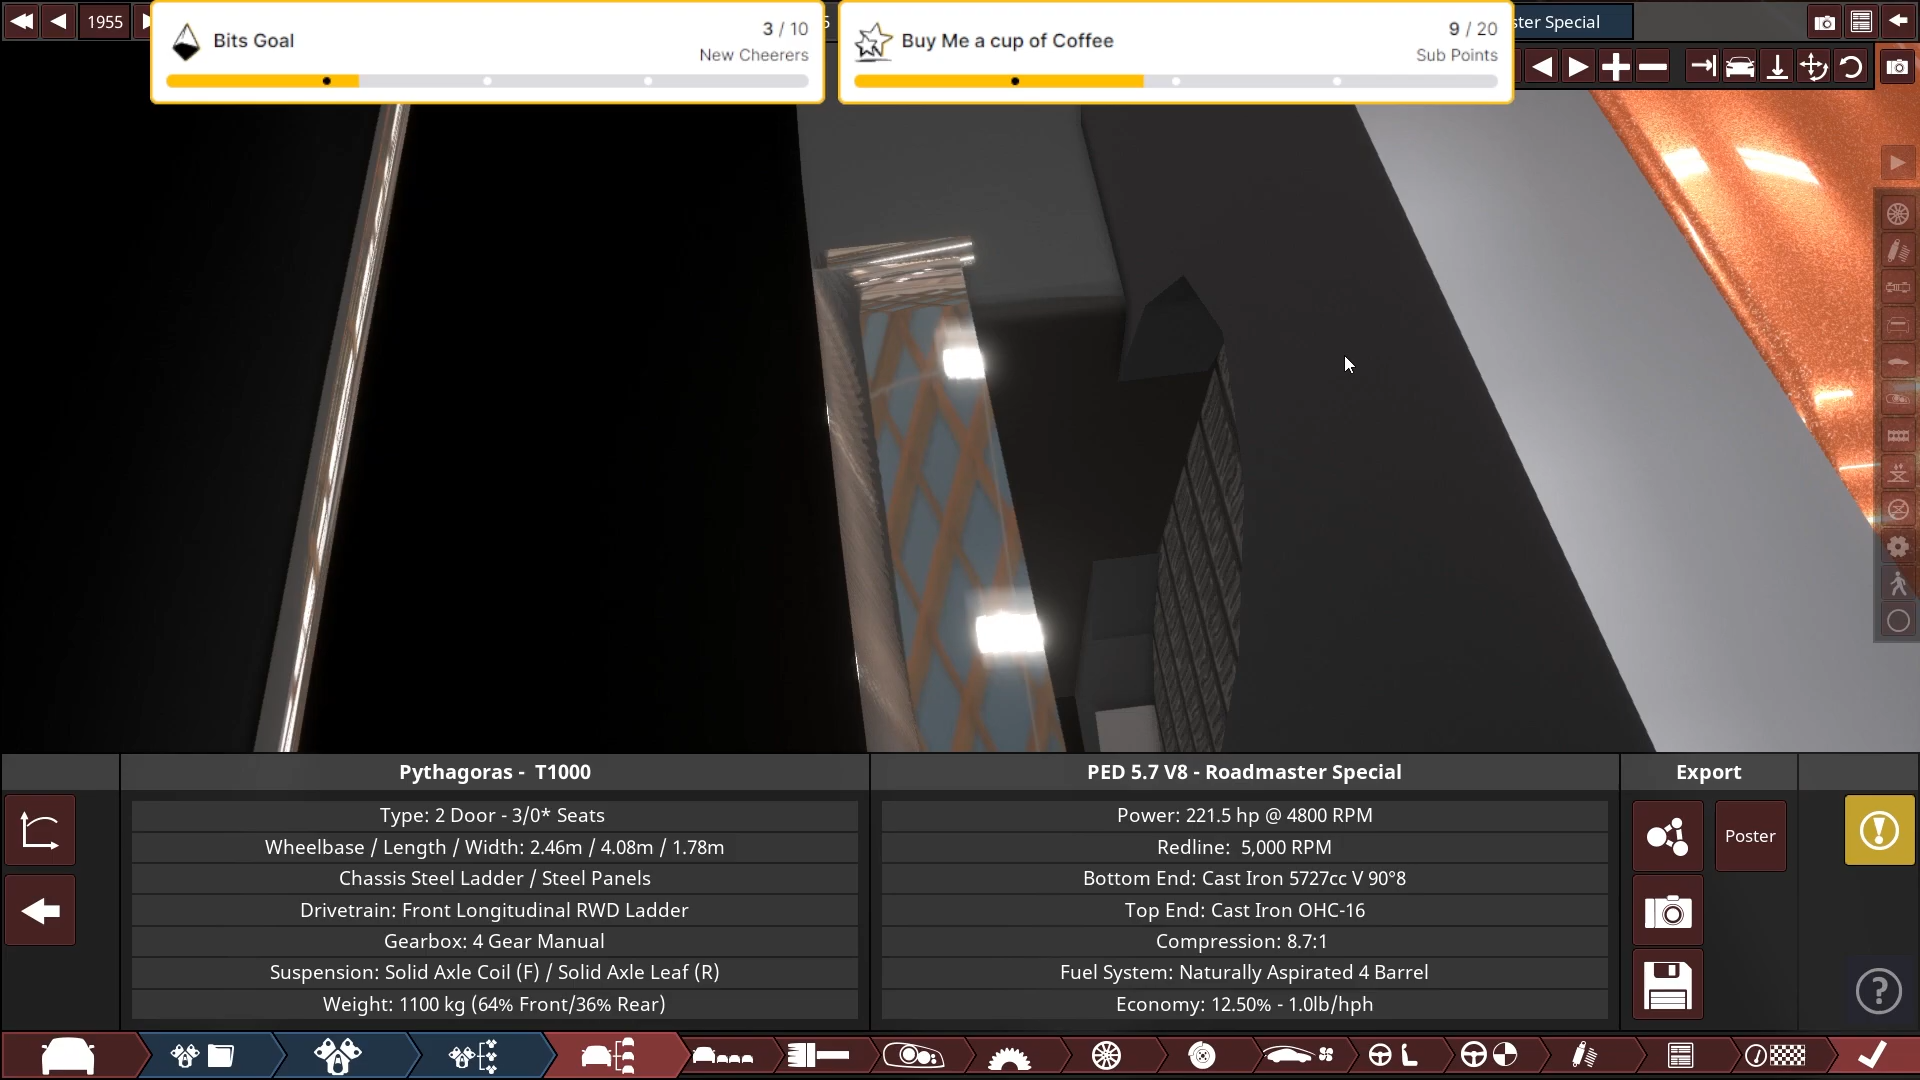 1955
Bits Goal
3 / 10
New Cheerers
5
Buy Me a cup of Coffee
9 / 20
Sub Points
ster Special
Pythagoras -  T1000
Type: 2 Door - 3/0* Seats
Wheelbase / Length / Width: 2.46m / 4.08m / 1.78m
Chassis Steel Ladder / Steel Panels
Drivetrain: Front Longitudinal RWD Ladder
Gearbox: 4 Gear Manual
Suspension: Solid Axle Coil (F) / Solid Axle Leaf (R)
Weight: 1100 kg (64% Front/36% Rear)
PED 5.7 V8 - Roadmaster Special
Power: 221.5 hp @ 4800 RPM
Redline:  5,000 RPM
Bottom End: Cast Iron 5727cc V 90°8
Top End: Cast Iron OHC-16
Compression: 8.7:1
Fuel System: Naturally Aspirated 4 Barrel
Economy: 12.50% - 1.0lb/hph
Export
Poster